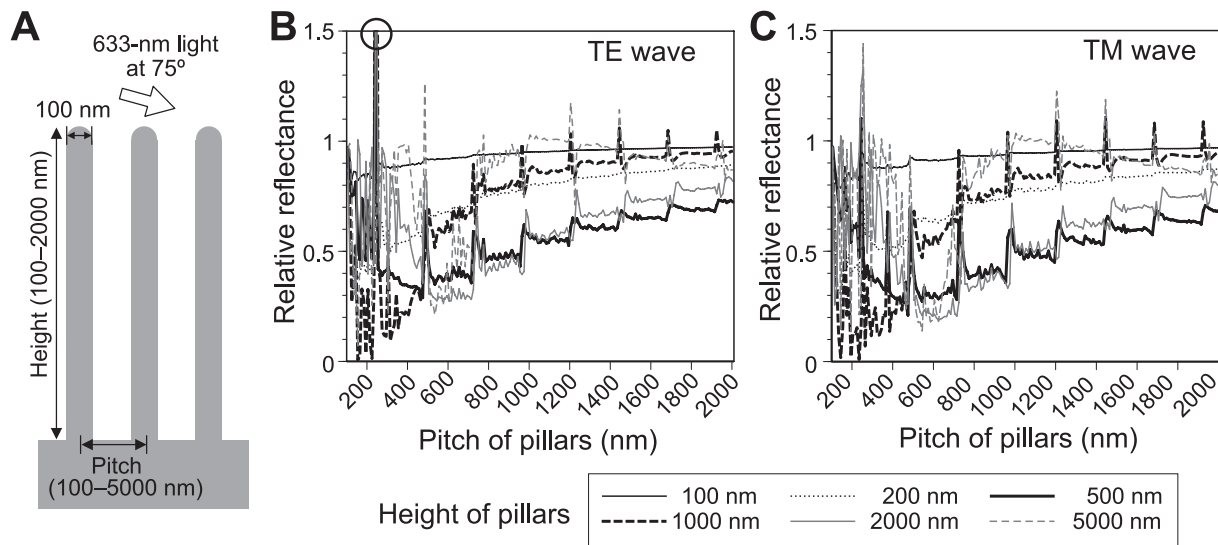 A
633-nm light
at 75º
100 nm
Height (100–2000 nm)
Pitch
(100–5000 nm)
B
TE wave
Relative reflectance
1.5
1
0.5
0
200
400
600
800
1000
1200
1400
1600
1800
2000
Pitch of pillars (nm)
C
TM wave
Relative reflectance
1.5
1
0.5
0
200
400
600
800
1000
1200
1400
1600
1800
2000
Pitch of pillars (nm)
Height of pillars
100 nm 200 nm 500 nm
1000 nm 2000 nm 5000 nm